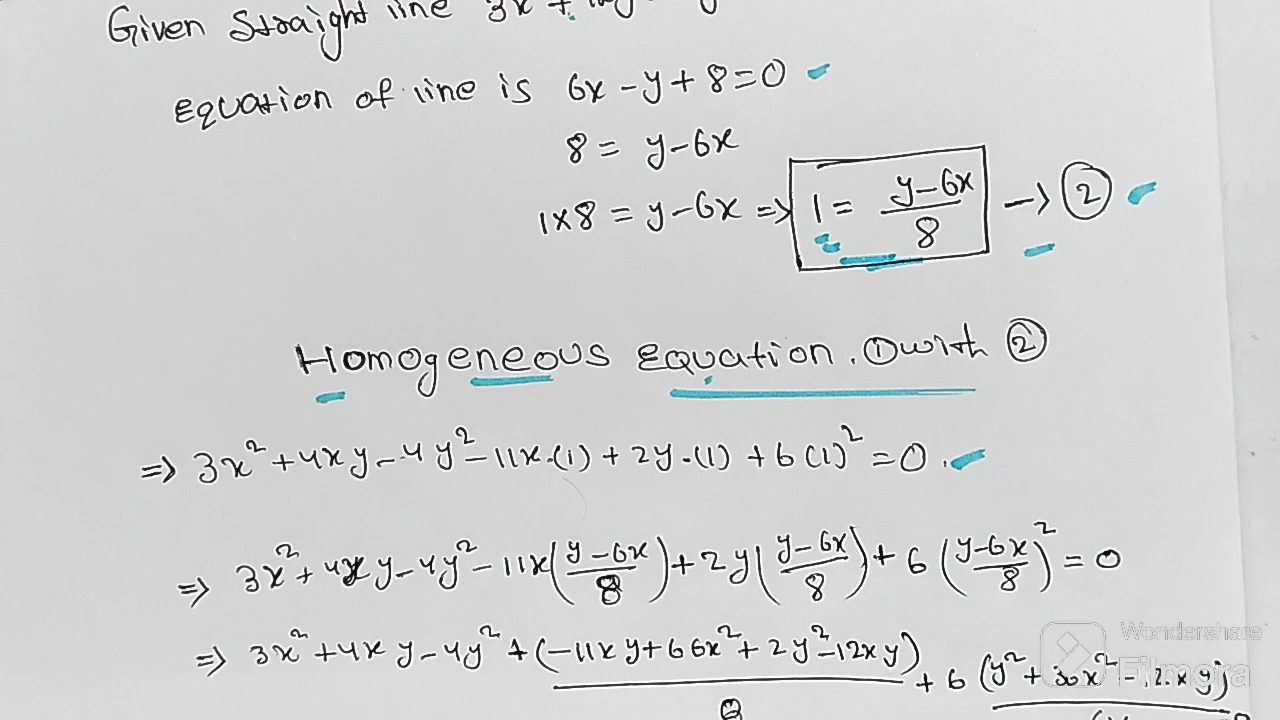 Given Straight line 3x +
equation of line is 6x - y + 8 = 0
8 = y - 6x
1 x 8 = y - 6x => 1 = (y - 6x)/8 → ②
Homogeneous Equation. ① with ②
=> 3x² + 4xy - 4y² - 11x.(1) + 2y.(1) + 6(1)² = 0.
=> 3x² + 4xy - 4y² - 11x((y - 6x)/8) + 2y((y - 6x)/8) + 6((y - 6x)/8)² = 0
=> 3x² + 4xy - 4y² + (-11xy + 66x² + 2y² - 12xy)/8 + 6(y² + 36x² - 12xy)
Wondershare
Filmora